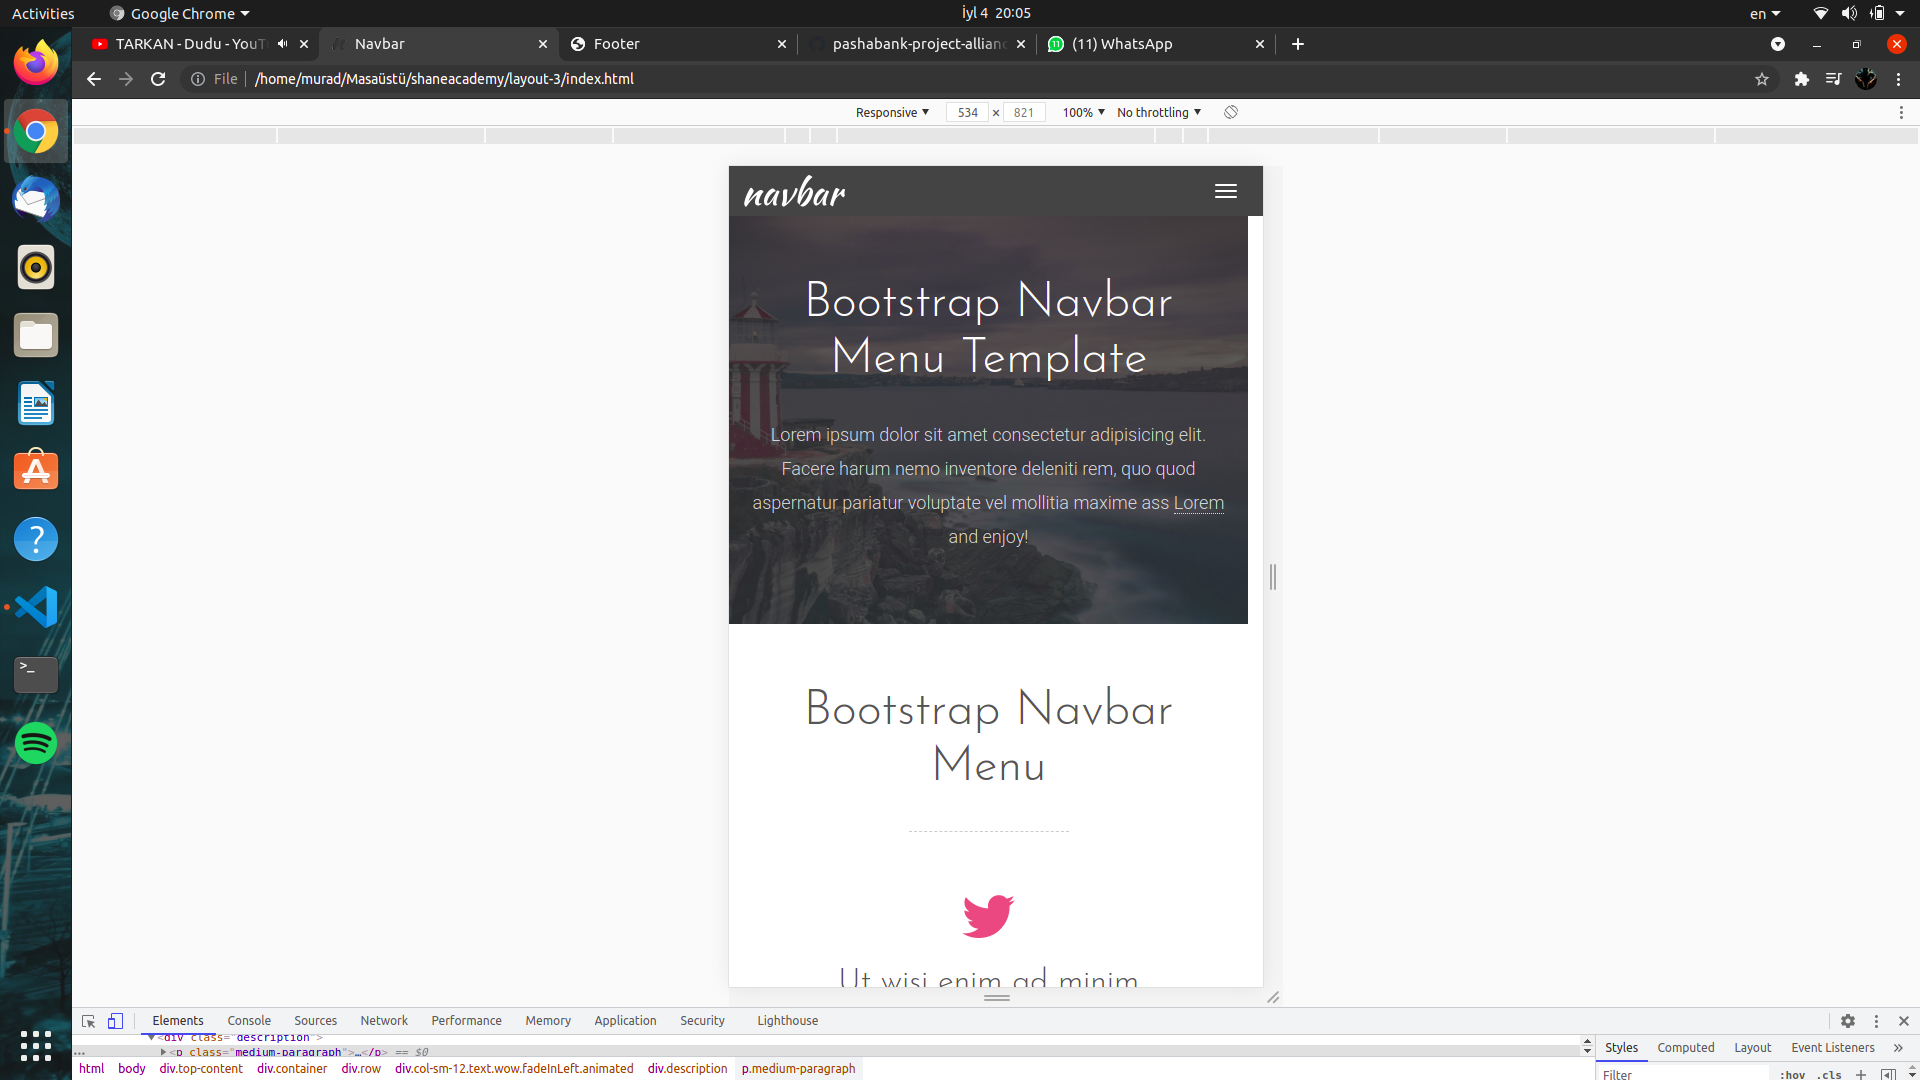 Activities
Google Chrome
İyl 4 20:05
en
TARKAN - Dudu - YouT
Navbar
Footer
pashabank-project-allian
(11) WhatsApp
File
/home/murad/Masaüstü/shaneacademy/layout-3/index.html
Responsive
534 × 821
100%
No throttling
navbar
Bootstrap Navbar
Menu Template
Lorem ipsum dolor sit amet consectetur adipisicing elit.
Facere harum nemo inventore deleniti rem, quo quod
aspernatur pariatur voluptate vel mollitia maxime ass Lorem
and enjoy!
Bootstrap Navbar
Menu
Ut wisi enim ad minim
Elements
Console
Sources
Network
Performance
Memory
Application
Security
Lighthouse
<div class="description">
<p class="medium-paragraph">…</p> == $0
html
body
div.top-content
div.container
div.row
div.col-sm-12.text.wow.fadeInLeft.animated
div.description
p.medium-paragraph
Styles
Computed
Layout
Event Listeners
Filter
:hov
.cls